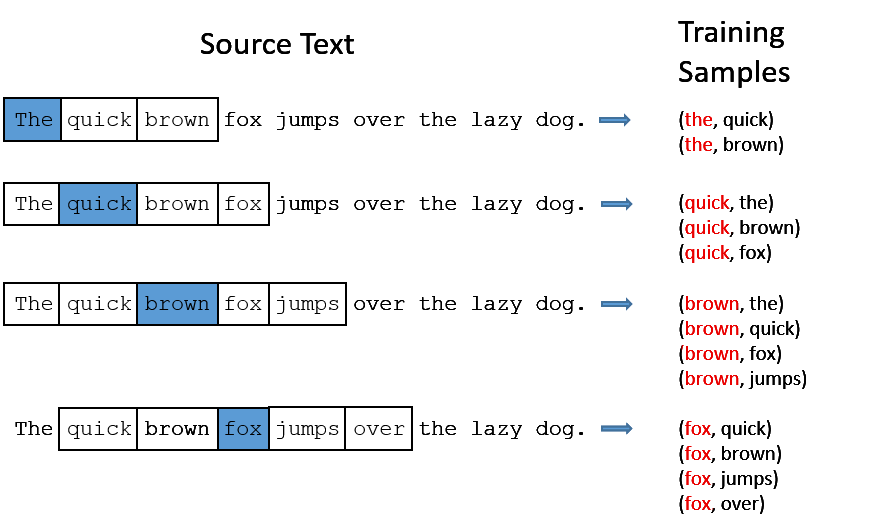 Source Text
Training
Samples
The quick brown fox jumps over the lazy dog.
(the, quick)
(the, brown)
The quick brown fox jumps over the lazy dog.
(quick, the)
(quick, brown)
(quick, fox)
The quick brown fox jumps over the lazy dog.
(brown, the)
(brown, quick)
(brown, fox)
(brown, jumps)
The quick brown fox jumps over the lazy dog.
(fox, quick)
(fox, brown)
(fox, jumps)
(fox, over)